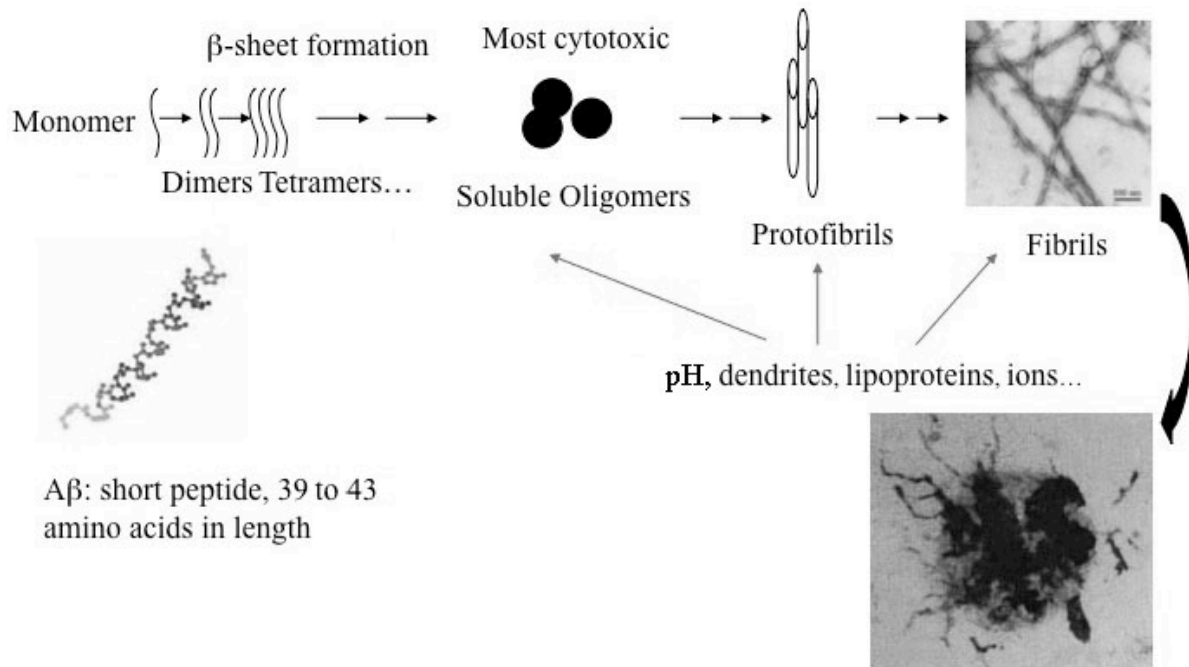 β-sheet formation
Most cytotoxic
Monomer
Dimers Tetramers…
Soluble Oligomers
Protofibrils
Fibrils
pH, dendrites, lipoproteins, ions…
Aβ: short peptide, 39 to 43
amino acids in length